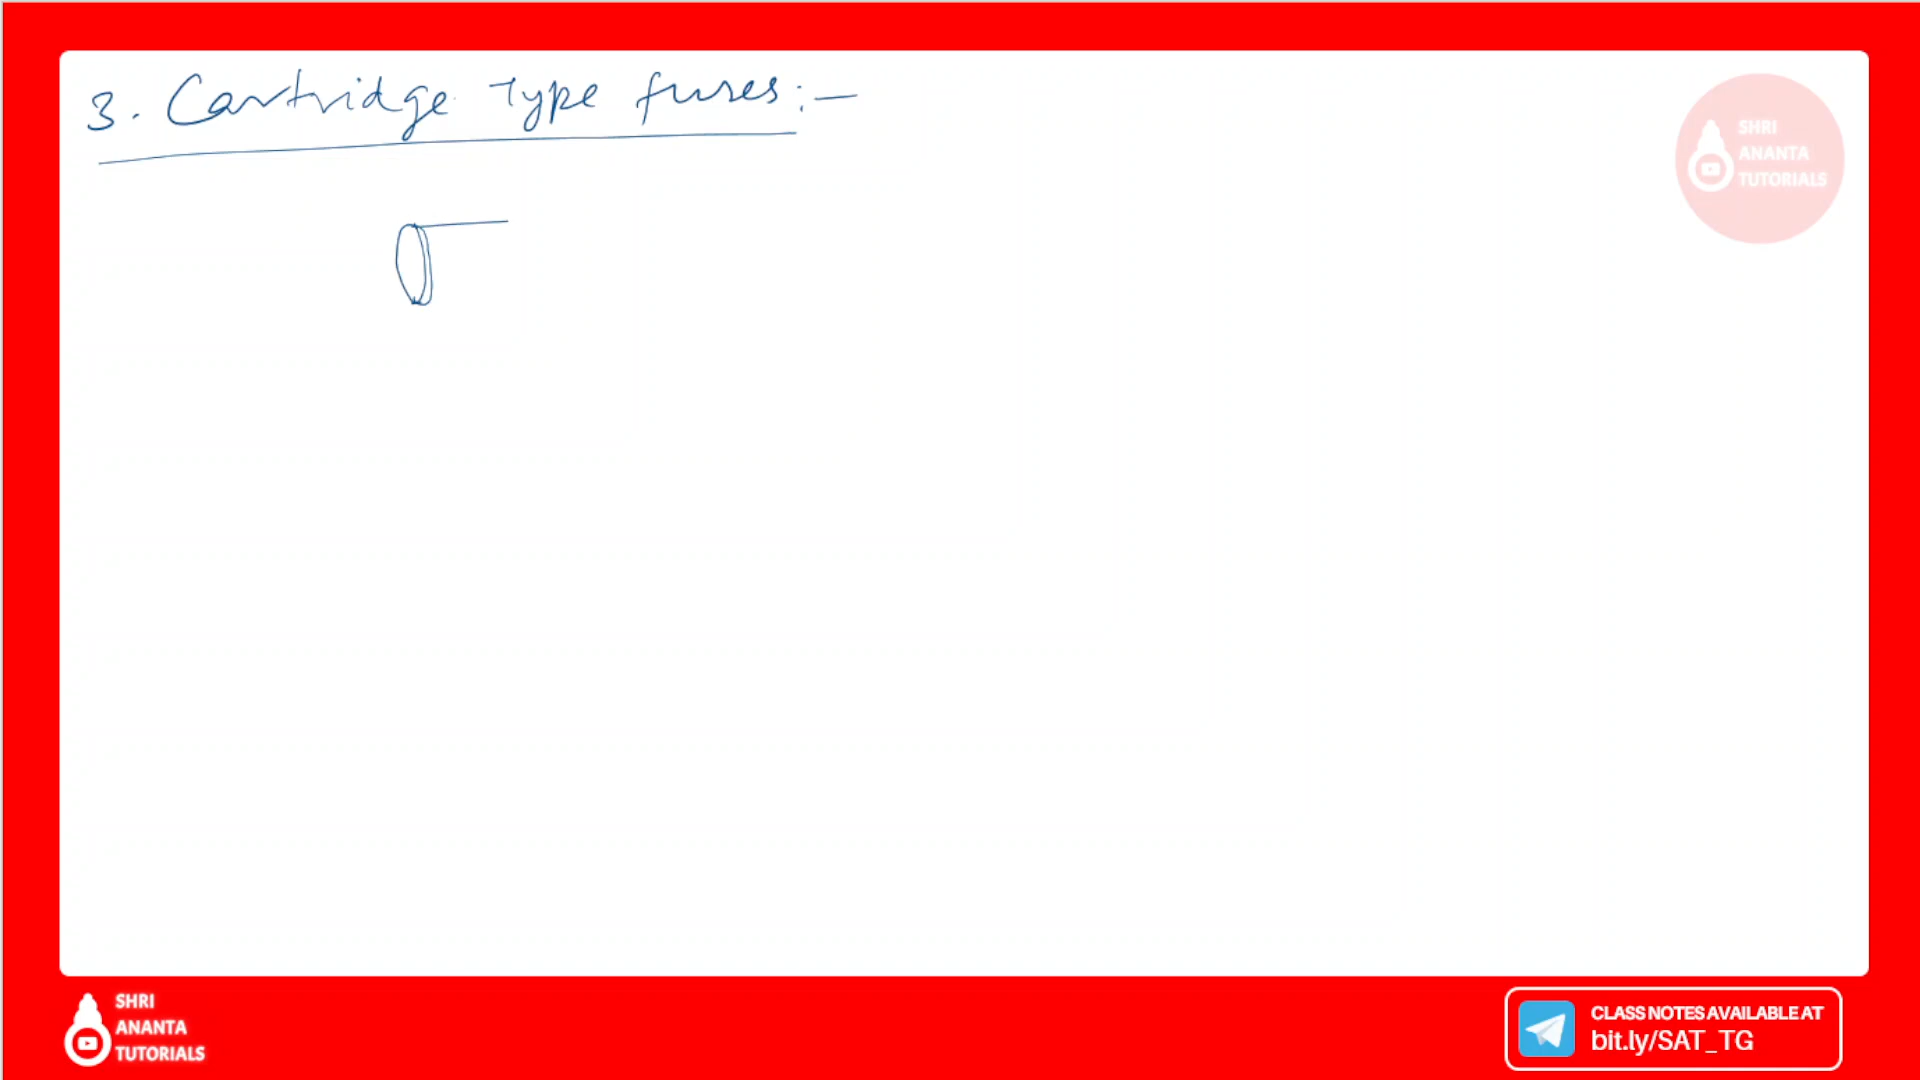 3. Cartridge Type fuses:-
SHRI
ANANTA
TUTORIALS
SHRI
ANANTA
TUTORIALS
CLASS NOTES AVAILABLE AT
bit.ly/SAT_TG